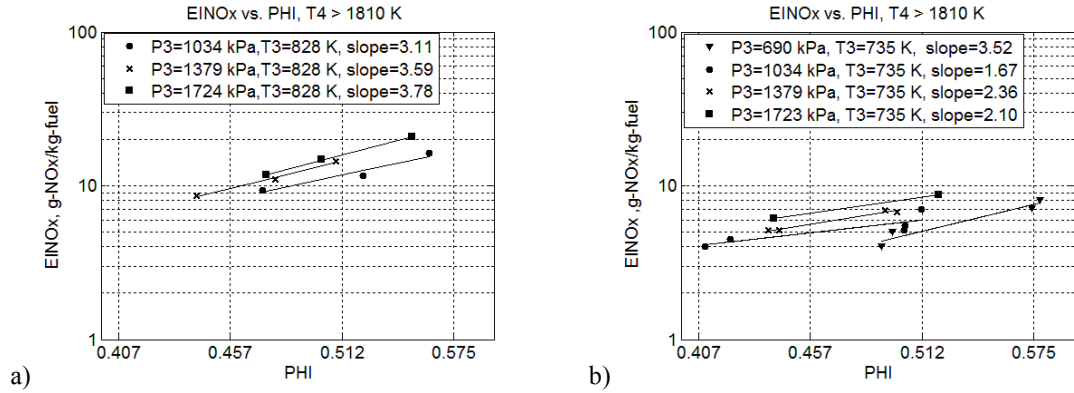 EINOx vs. PHI, T4 > 1810 K
P3=1034 kPa,T3=828 K, slope=3.11
P3=1379 kPa,T3=828 K, slope=3.59
P3=1724 kPa,T3=828 K, slope=3.78
EINOx, g-NOx/kg-fuel
100
10
1
0.407 0.457 0.512 0.575
PHI
a)
EINOx vs. PHI, T4 > 1810 K
P3=690 kPa, T3=735 K, slope=3.52
P3=1034 kPa, T3=735 K, slope=1.67
P3=1379 kPa, T3=735 K, slope=2.36
P3=1723 kPa, T3=735 K, slope=2.10
EINOx ,g-NOx/kg-fuel
100
10
1
0.407 0.457 0.512 0.575
PHI
b)